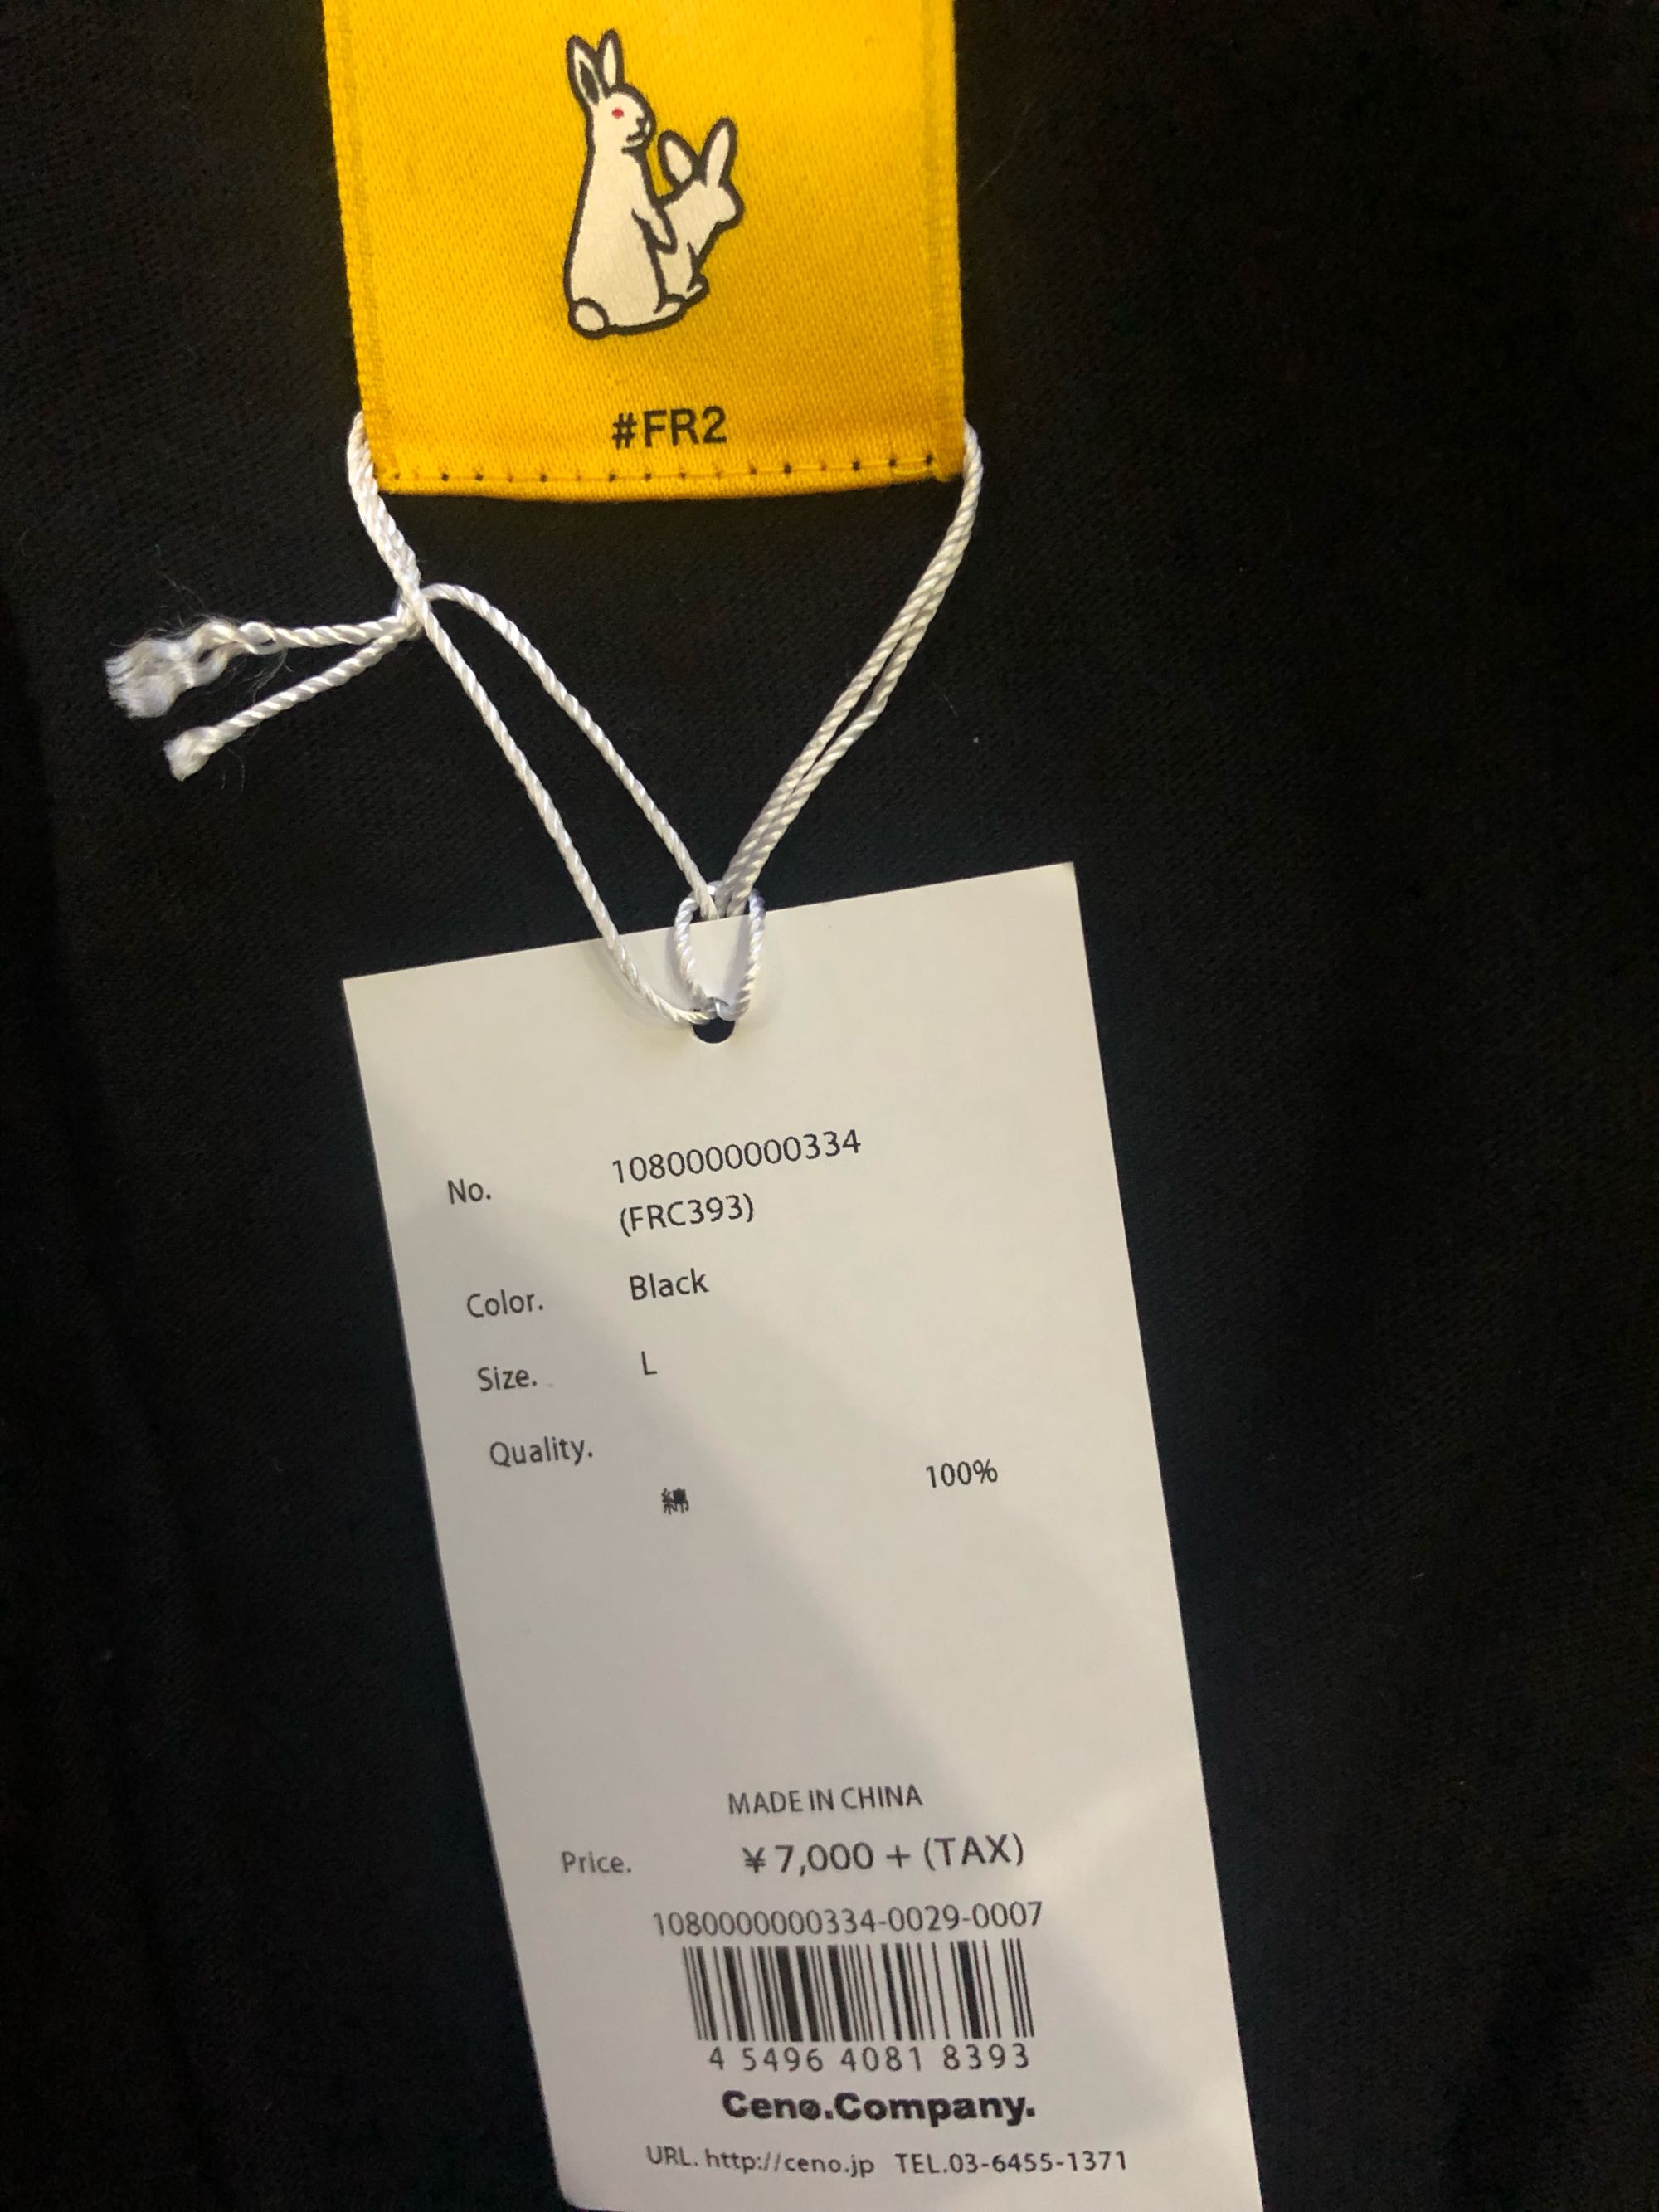 #FR2
No. 1080000000334
(FRC393)
Color. Black
Size. L
Quality.
綿 100%
MADE IN CHINA
Price. ¥7,000 + (TAX)
1080000000334-0029-0007
4 5496 4081 8393
Ceno.Company.
URL. http://ceno.jp TEL.03-6455-1371